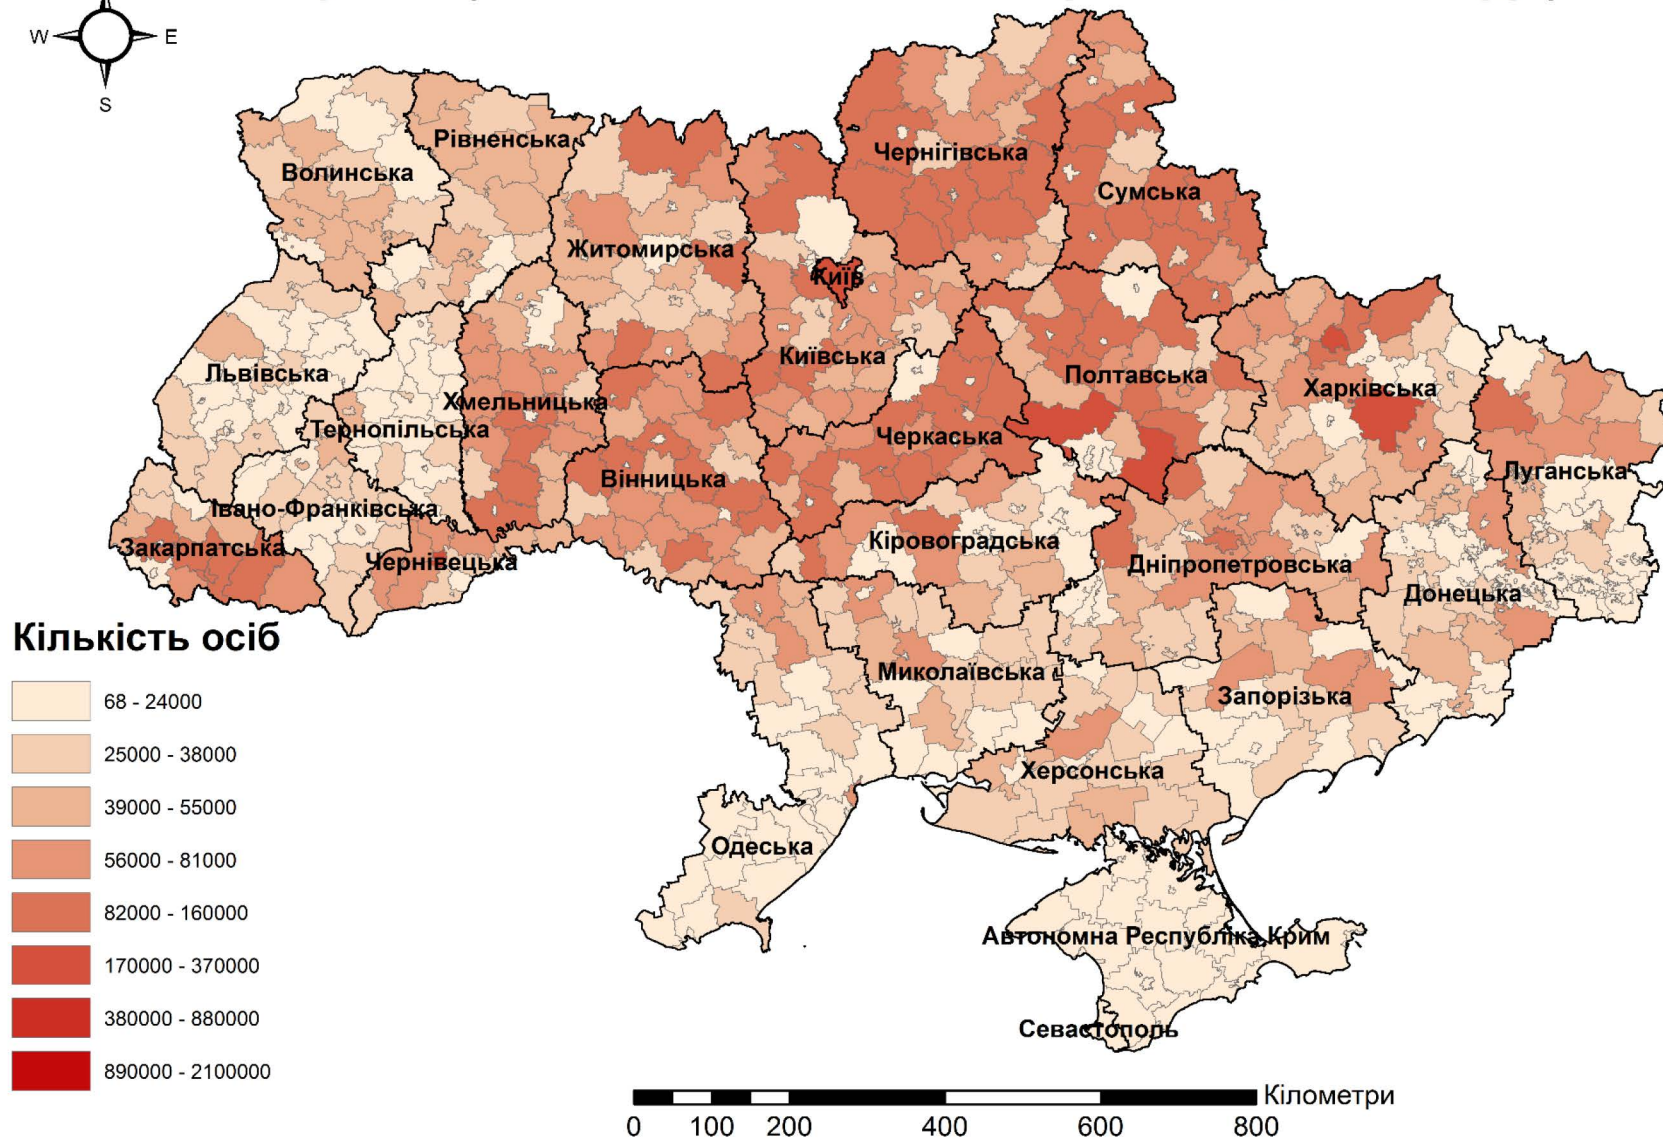 W E
S
Чернігівська
Рівненська
Волинська
Сумська
Житомирська
Київ
Київська
Львівська
Полтавська
Харківська
Хмельницька
Тернопільська
Черкаська
Вінницька
Луганська
Івано-Франківська
Закарпатська
Чернівецька
Кіровоградська
Дніпропетровська
Донецька
Миколаївська
Запорізька
Херсонська
Одеська
Автономна Республіка Крим
Севастополь
Кількість осіб
68 - 24000
25000 - 38000
39000 - 55000
56000 - 81000
82000 - 160000
170000 - 370000
380000 - 880000
890000 - 2100000
Кілометри
0 100 200 400 600 800